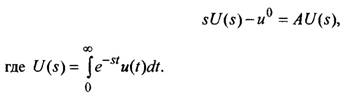 sU(s) – u⁰ = AU(s),
где U(s) = ∫₀^∞ e^{–st} u(t)dt.